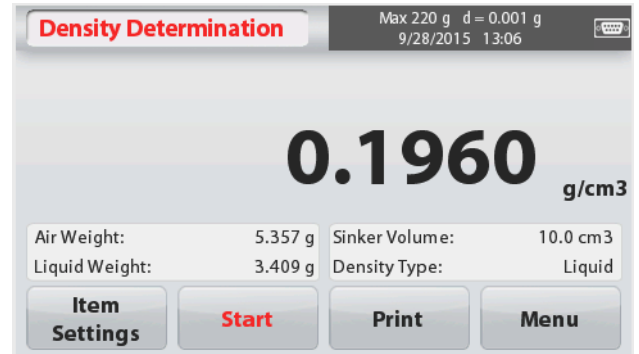 Density Determination
Max 220 g d = 0.001 g
9/28/2015 13:06
0.1960 g/cm3
Air Weight: 5.357 g Sinker Volume: 10.0 cm3
Liquid Weight: 3.409 g Density Type: Liquid
Item
Settings
Start
Print
Menu